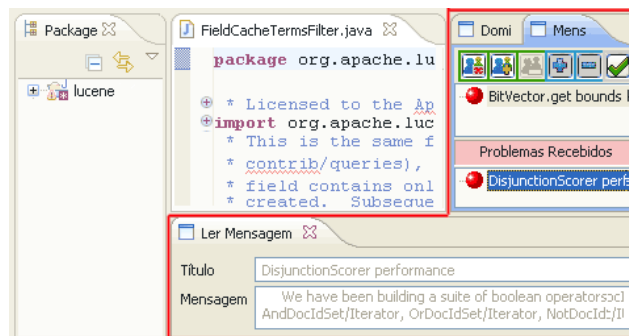 Package
lucene
FieldCacheTermsFilter.java
package org.apache.lu
* Licensed to the Ap
import org.apache.luc
* This is the same f
* contrib/queries),
* field contains onl
* created. Subseque
Domi
Mens
BitVector.get bounds
Problemas Recebidos
DisjunctionScorer perf
Ler Mensagem
Título
DisjunctionScorer performance
Mensagem
We have been building a suite of boolean operators
AndDocIdSet/Iterator, OrDocIdSet/Iterator,